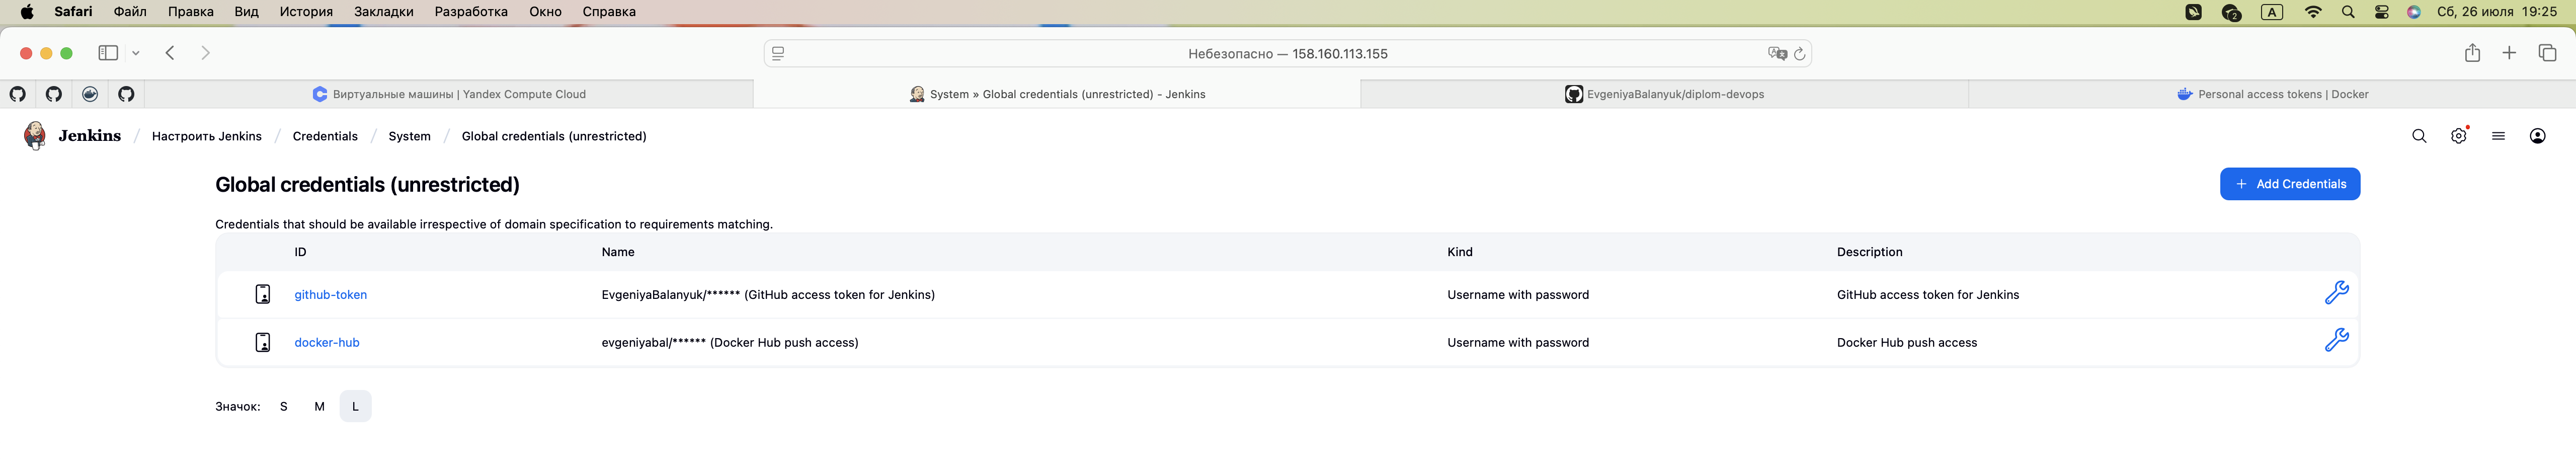 Safari Файл Правка Вид История Закладки Разработка Окно Справка 2 A Сб, 26 июля 19:25
Небезопасно — 158.160.113.155
Виртуальные машины | Yandex Compute Cloud System » Global credentials (unrestricted) - Jenkins EvgeniyaBalanyuk/diplom-devops Personal access tokens | Docker
Jenkins / Настроить Jenkins / Credentials / System / Global credentials (unrestricted)
Global credentials (unrestricted) + Add Credentials
Credentials that should be available irrespective of domain specification to requirements matching.
ID Name Kind Description
github-token EvgeniyaBalanyuk/****** (GitHub access token for Jenkins) Username with password GitHub access token for Jenkins
docker-hub evgeniyabal/****** (Docker Hub push access) Username with password Docker Hub push access
Значок: S M L